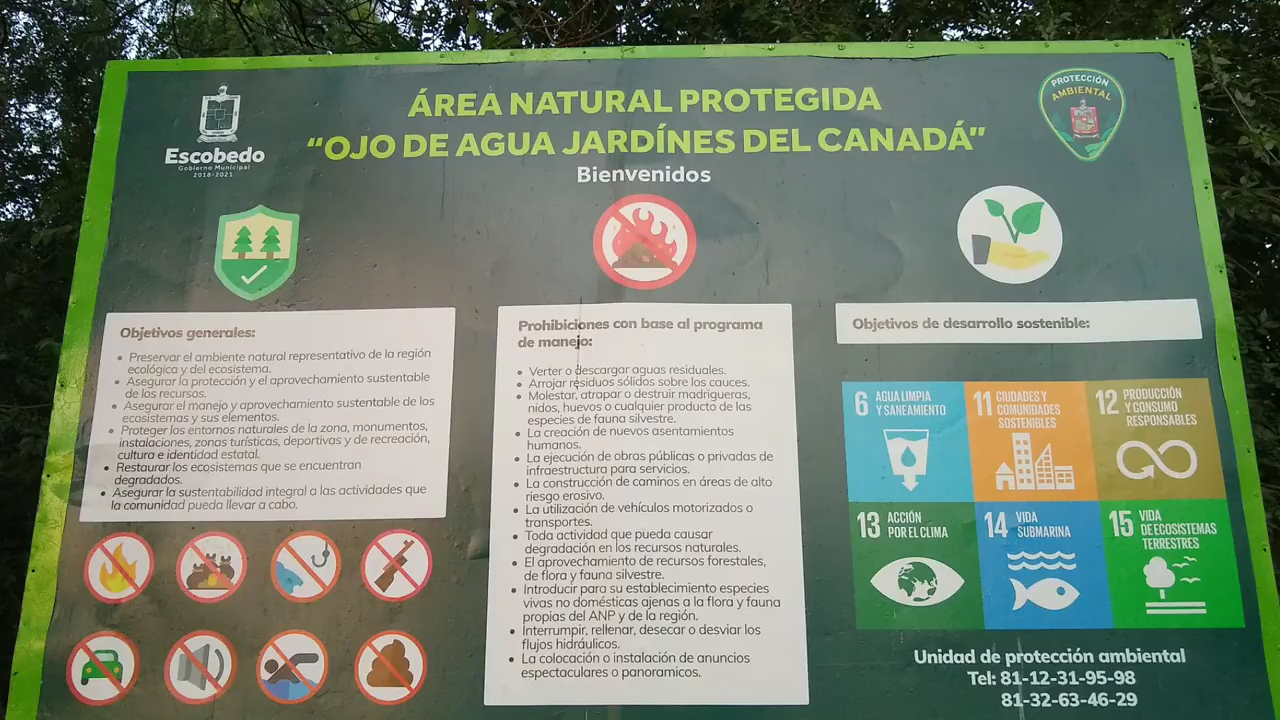 ÁREA NATURAL PROTEGIDA
"OJO DE AGUA JARDÍNES DEL CANADÁ"
Bienvenidos
Escobedo
Gobierno Municipal
2018-2021
PROTECCIÓN
AMBIENTAL
Objetivos generales:
• Preservar el ambiente natural representativo de la región
ecológica y del ecosistema.
• Asegurar la protección y el aprovechamiento sustentable
de los recursos.
• Asegurar el manejo y aprovechamiento sustentable de los
ecosistemas y sus elementos.
• Proteger los entornos naturales de la zona, monumentos,
instalaciones, zonas turísticas, deportivas y de recreación,
cultura e identidad estatal.
• Restaurar los ecosistemas que se encuentran
degradados.
• Asegurar la sustentabilidad integral a las actividades que
la comunidad pueda llevar a cabo.
Prohibiciones con base al programa
de manejo:
• Verter o descargar aguas residuales.
• Arrojar residuos sólidos sobre los cauces.
• Molestar, atrapar o destruir madrigueras,
nidos, huevos o cualquier producto de las
especies de fauna silvestre.
• La creación de nuevos asentamientos
humanos.
• La ejecución de obras públicas o privadas de
infraestructura para servicios.
• La construcción de caminos en áreas de alto
riesgo erosivo.
• La utilización de vehículos motorizados o
transportes.
• Toda actividad que pueda causar
degradación en los recursos naturales.
• El aprovechamiento de recursos forestales,
de flora y fauna silvestre.
• Introducir para su establecimiento especies
vivas no domésticas ajenas a la flora y fauna
propias del ANP y de la región.
• Interrumpir, rellenar, desecar o desviar los
flujos hidráulicos.
• La colocación o instalación de anuncios
espectaculares o panoramicos.
Objetivos de desarrollo sostenible:
6 AGUA LIMPIA
Y SANEAMIENTO
11 CIUDADES Y
COMUNIDADES
SOSTENIBLES
12 PRODUCCIÓN
Y CONSUMO
RESPONSABLES
13 ACCIÓN
POR EL CLIMA
14 VIDA
SUBMARINA
15 VIDA
DE ECOSISTEMAS
TERRESTRES
Unidad de protección ambiental
Tel: 81-12-31-95-98
81-32-63-46-29